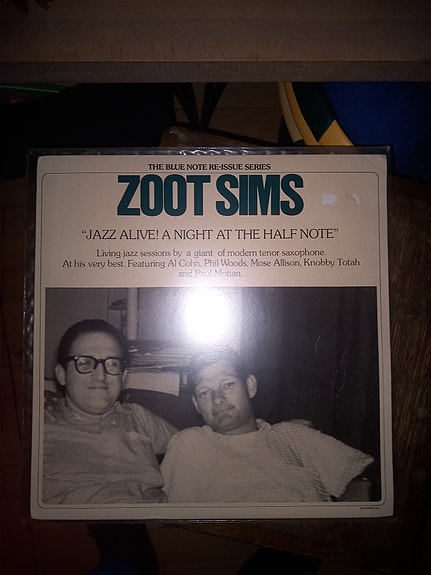 THE BLUE NOTE RE-ISSUE SERIES
ZOOT SIMS
“JAZZ ALIVE! A NIGHT AT THE HALF NOTE”
Living jazz sessions by a giant of modern tenor saxophone.
At his very best. Featuring Al Cohn, Phil Woods, Mose Allison, Knobby Totah
and Paul Motian.